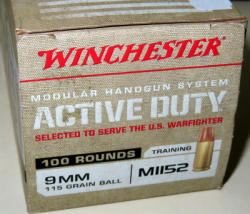 WINCHESTER
MODULAR HANDGUN SYSTEM
ACTIVE DUTY
SELECTED TO SERVE THE U.S. WARFIGHTER
100 ROUNDS
TRAINING
9MM
M1152
115 GRAIN BALL